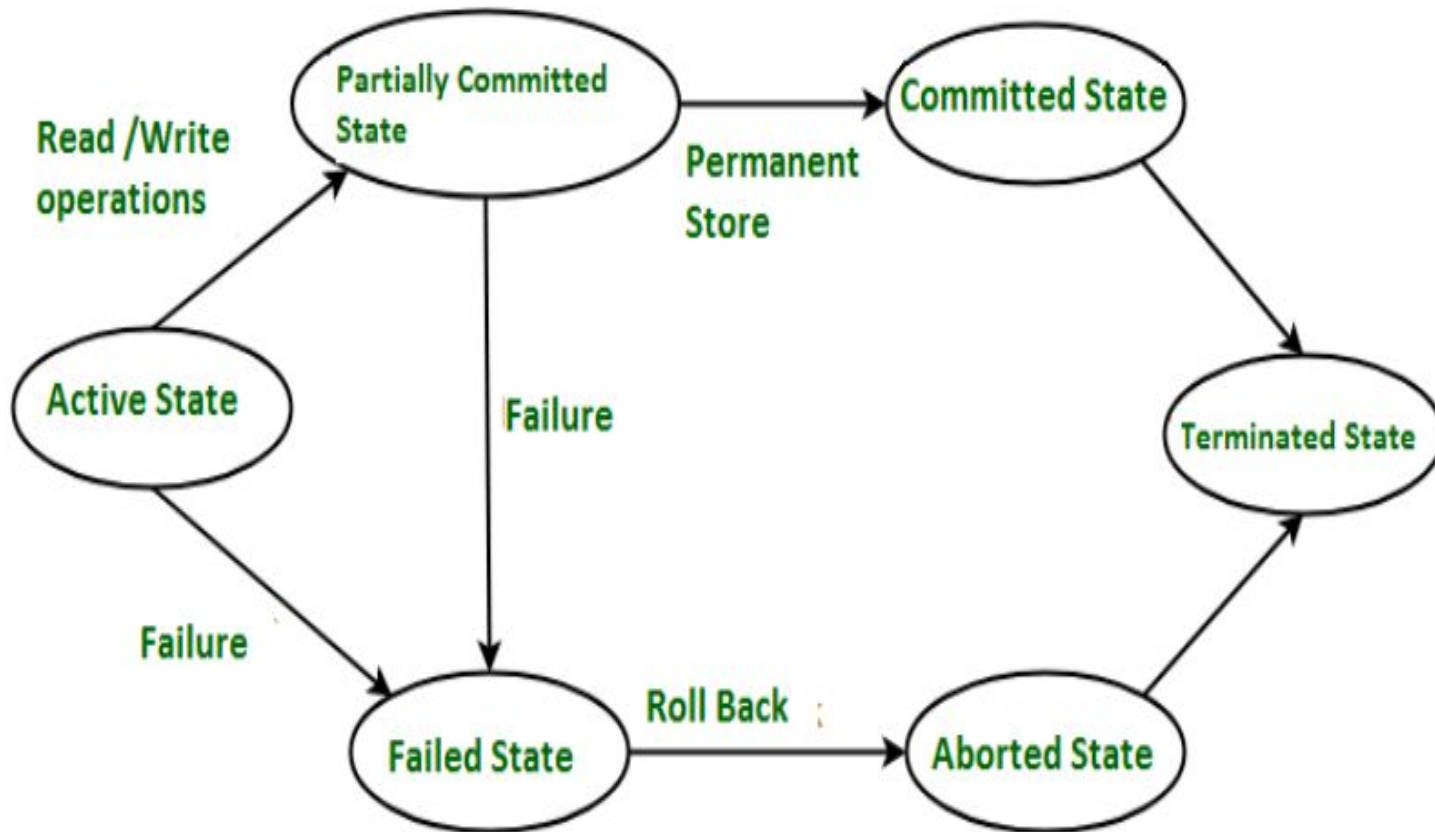 Partially Committed
State
Committed State
Read /Write
operations
Permanent
Store
Active State
Failure
Terminated State
Failure
Roll Back
Failed State
Aborted State